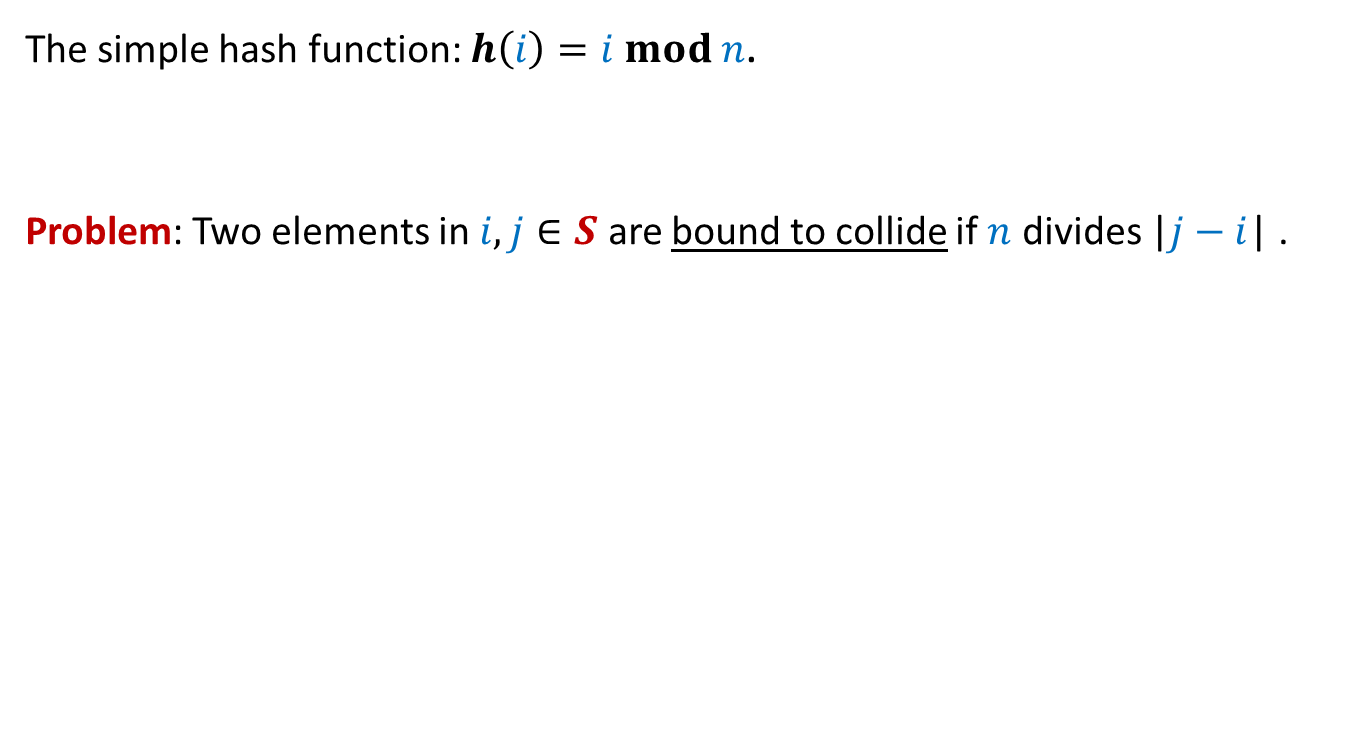 The simple hash function: 𝒉(𝑖) = 𝑖 𝐦𝐨𝐝 𝑛.
Problem: Two elements in 𝑖, 𝑗 ∈ 𝑺 are bound to collide if 𝑛 divides |𝑗 − 𝑖| .